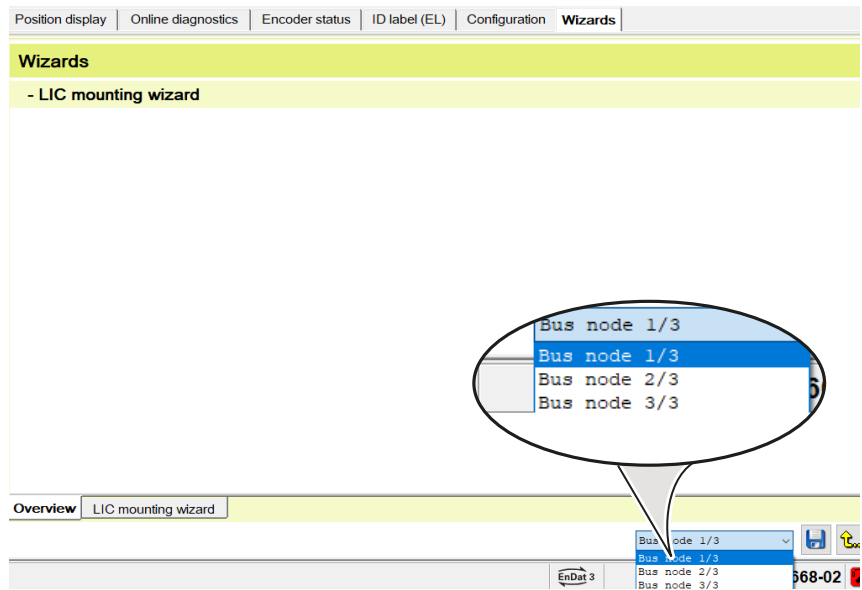 Position display Online diagnostics Encoder status ID label (EL) Configuration Wizards
Wizards
- LIC mounting wizard
Bus node 1/3
Bus node 1/3
Bus node 2/3
Bus node 3/3
Overview LIC mounting wizard
Bus node 1/3
Bus node 1/3
Bus node 2/3
Bus node 3/3
EnDat 3 668-02